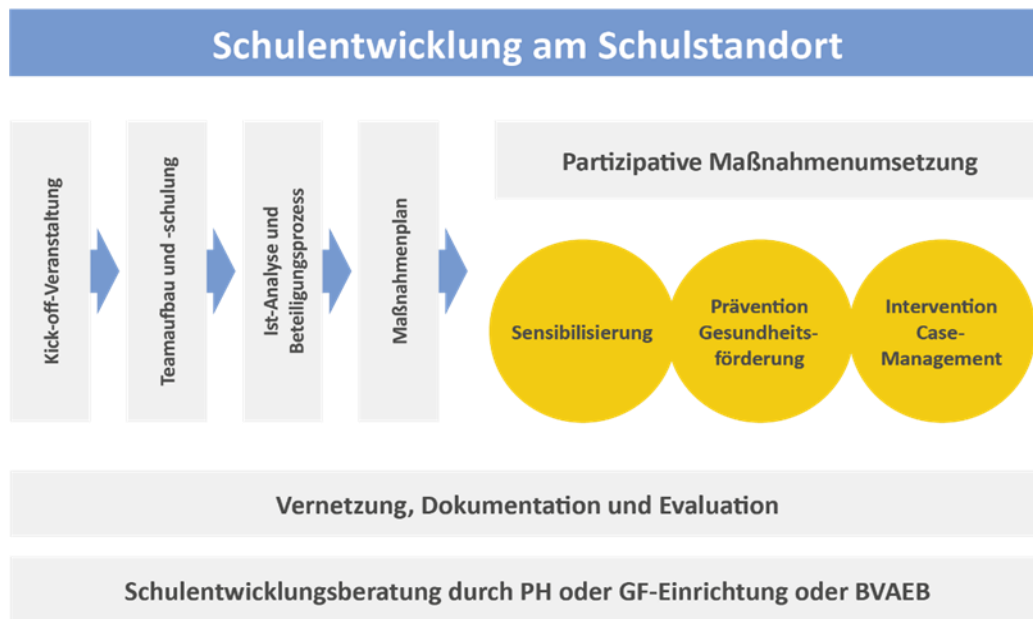 Schulentwicklung am Schulstandort
Kick-off-Veranstaltung
Teamaufbau und -schulung
Ist-Analyse und
Beteiligungsprozess
Maßnahmenplan
Partizipative Maßnahmenumsetzung
Sensibilisierung
Prävention
Gesundheits-
förderung
Intervention
Case-
Management
Vernetzung, Dokumentation und Evaluation
Schulentwicklungsberatung durch PH oder GF-Einrichtung oder BVAEB